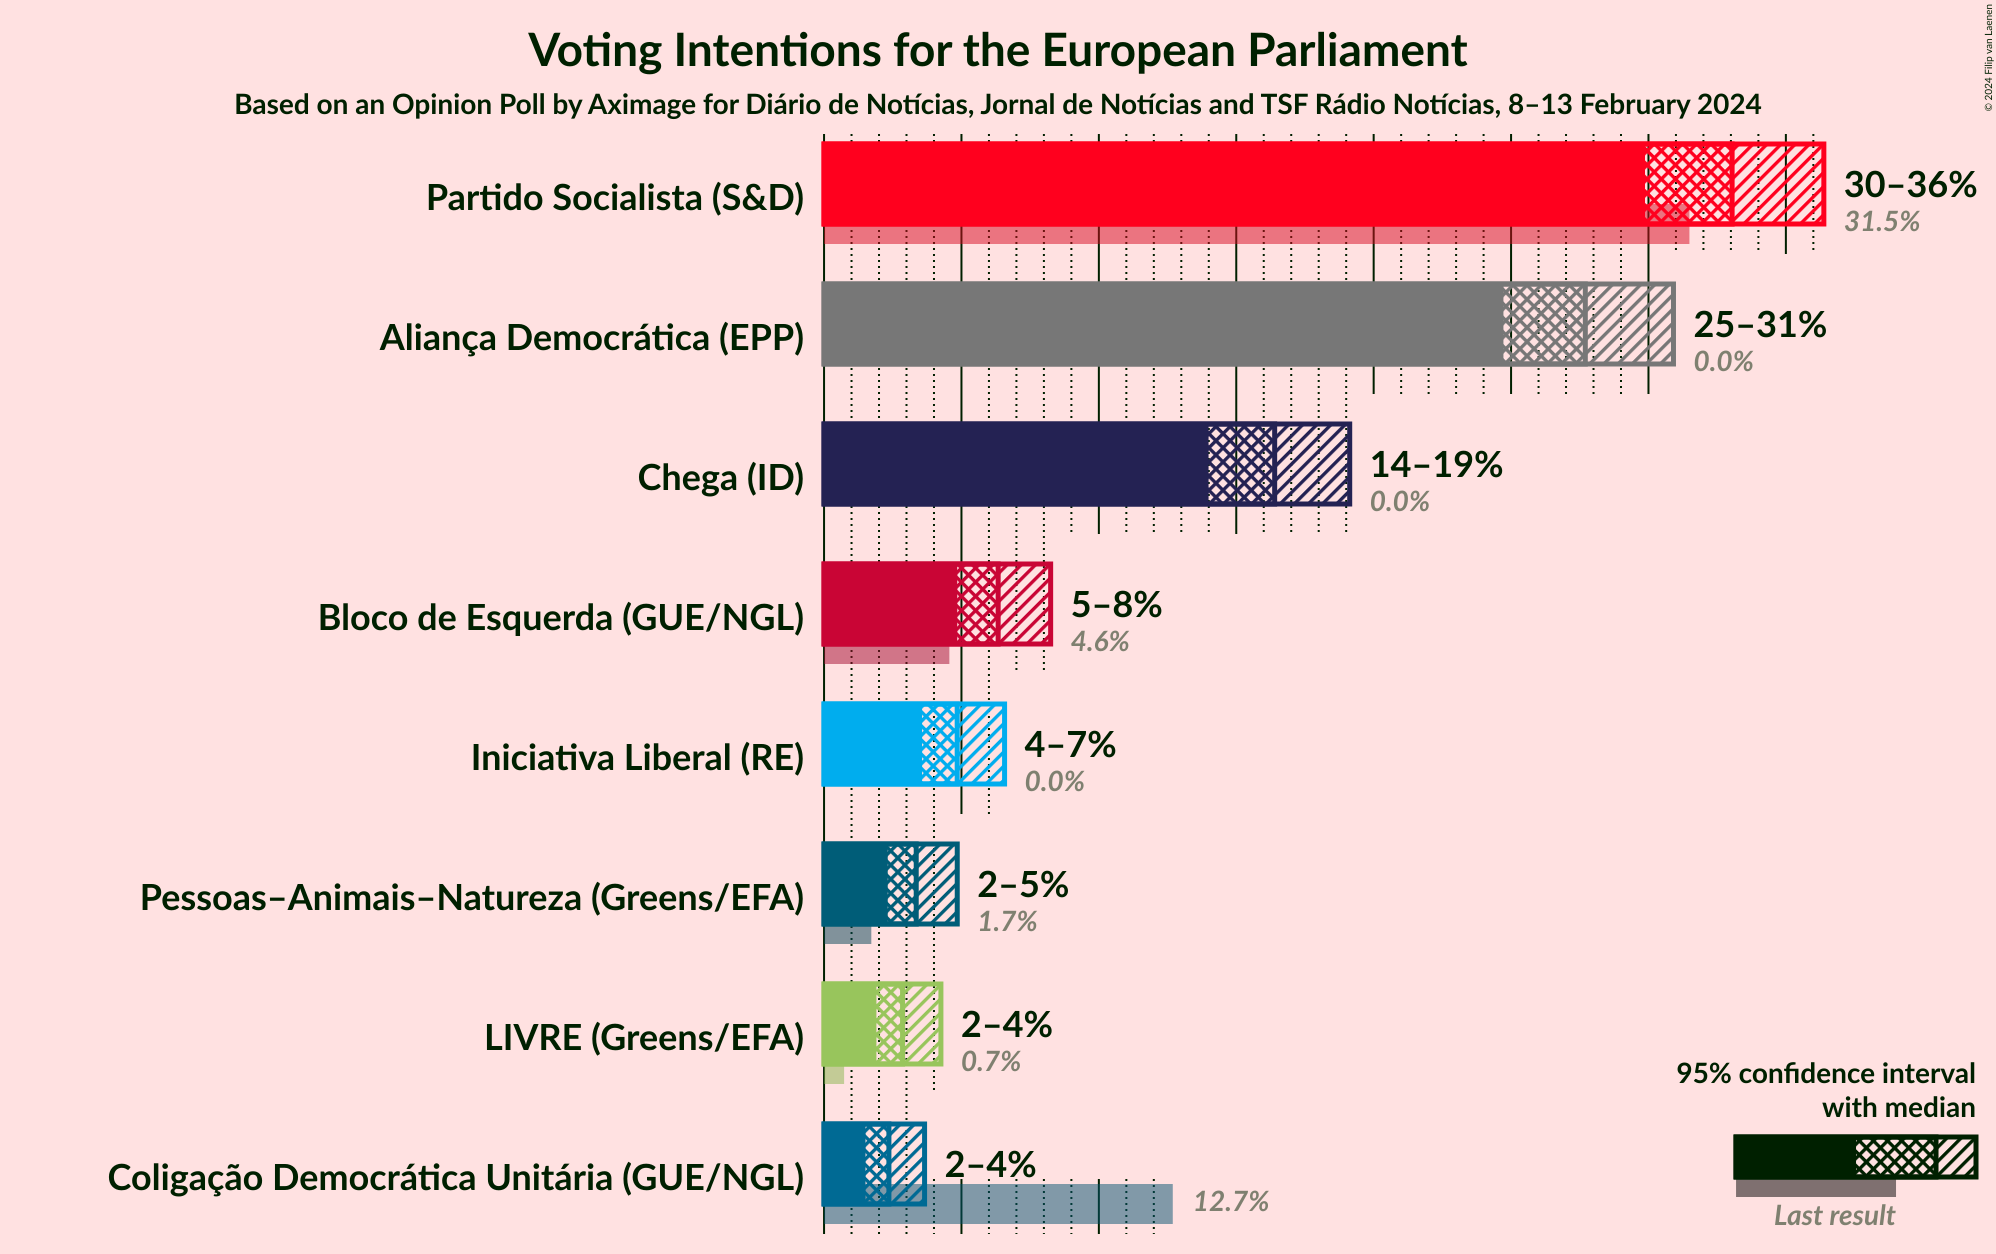 Voting Intentions for the European Parliament
Based on an Opinion Poll by Aximage for Diário de Notícias, Jornal de Notícias and TSF Rádio Notícias, 8–13 February 2024
© 2024 Filip van Laenen
Partido Socialista (S&D)
30–36%
31.5%
Aliança Democrática (EPP)
25–31%
0.0%
Chega (ID)
14–19%
0.0%
Bloco de Esquerda (GUE/NGL)
5–8%
4.6%
Iniciativa Liberal (RE)
4–7%
0.0%
Pessoas–Animais–Natureza (Greens/EFA)
2–5%
1.7%
LIVRE (Greens/EFA)
2–4%
0.7%
Coligação Democrática Unitária (GUE/NGL)
2–4%
12.7%
95% confidence interval
with median
Last result